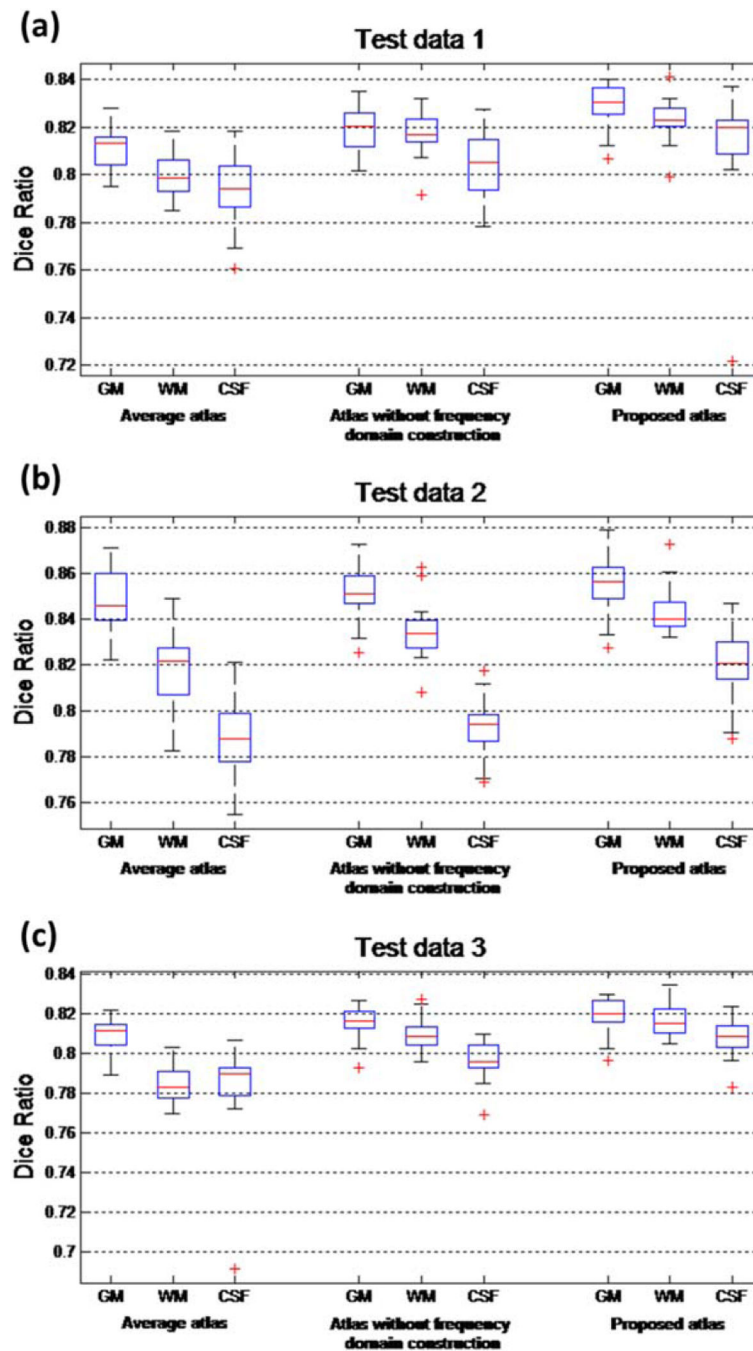 (a)
Test data 1
Dice Ratio
0.84
0.82
0.8
0.78
0.76
0.74
0.72
GM WM CSF GM WM CSF GM WM CSF
Average atlas Atlas without frequency Proposed atlas
domain construction
(b)
Test data 2
Dice Ratio
0.88
0.86
0.84
0.82
0.8
0.78
0.76
GM WM CSF GM WM CSF GM WM CSF
Average atlas Atlas without frequency Proposed atlas
domain construction
(c)
Test data 3
Dice Ratio
0.84
0.82
0.8
0.78
0.76
0.74
0.72
0.7
GM WM CSF GM WM CSF GM WM CSF
Average atlas Atlas without frequency Proposed atlas
domain construction